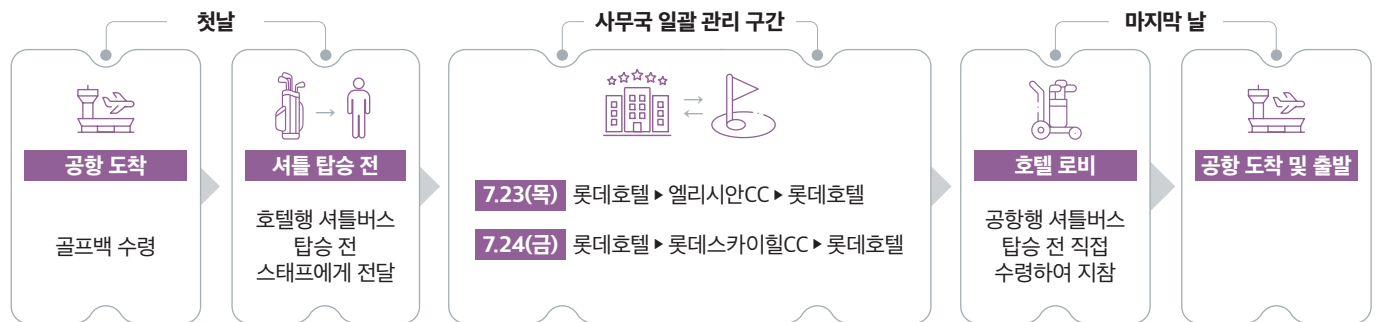 첫날
사무국 일괄 관리 구간
마지막 날
공항 도착
골프백 수령
셔틀 탑승 전
호텔행 셔틀버스
탑승 전
스태프에게 전달
7.23(목) 롯데호텔 ▸ 엘리시안CC ▸ 롯데호텔
7.24(금) 롯데호텔 ▸ 롯데스카이힐CC ▸ 롯데호텔
호텔 로비
공항행 셔틀버스
탑승 전 직접
수령하여 지참
공항 도착 및 출발